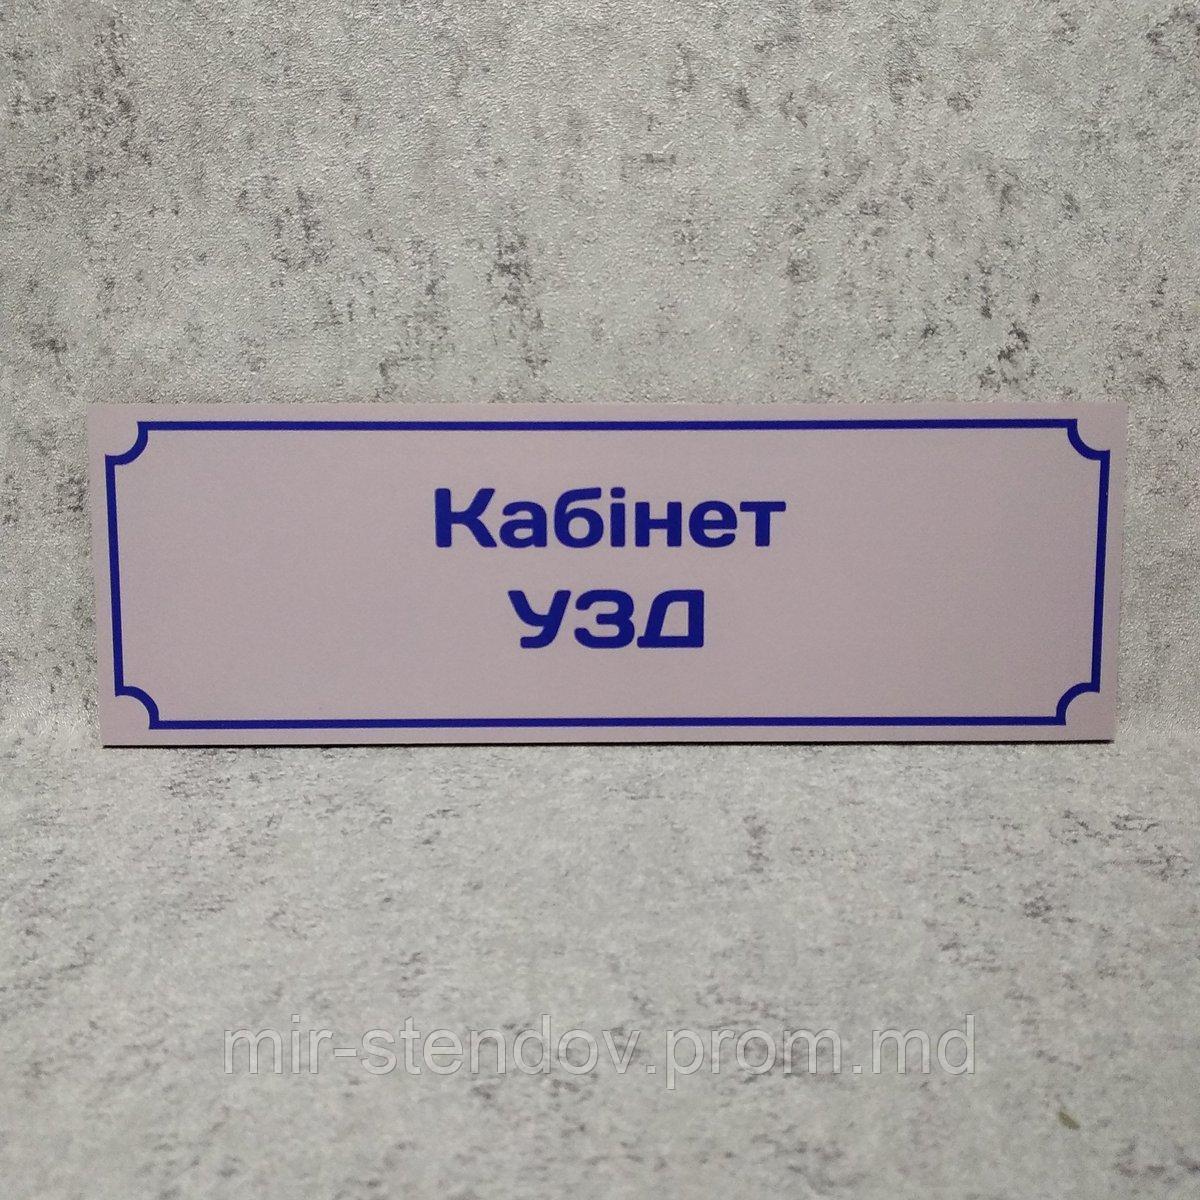 Кабінет
УЗД
mir-stendov.prom.md